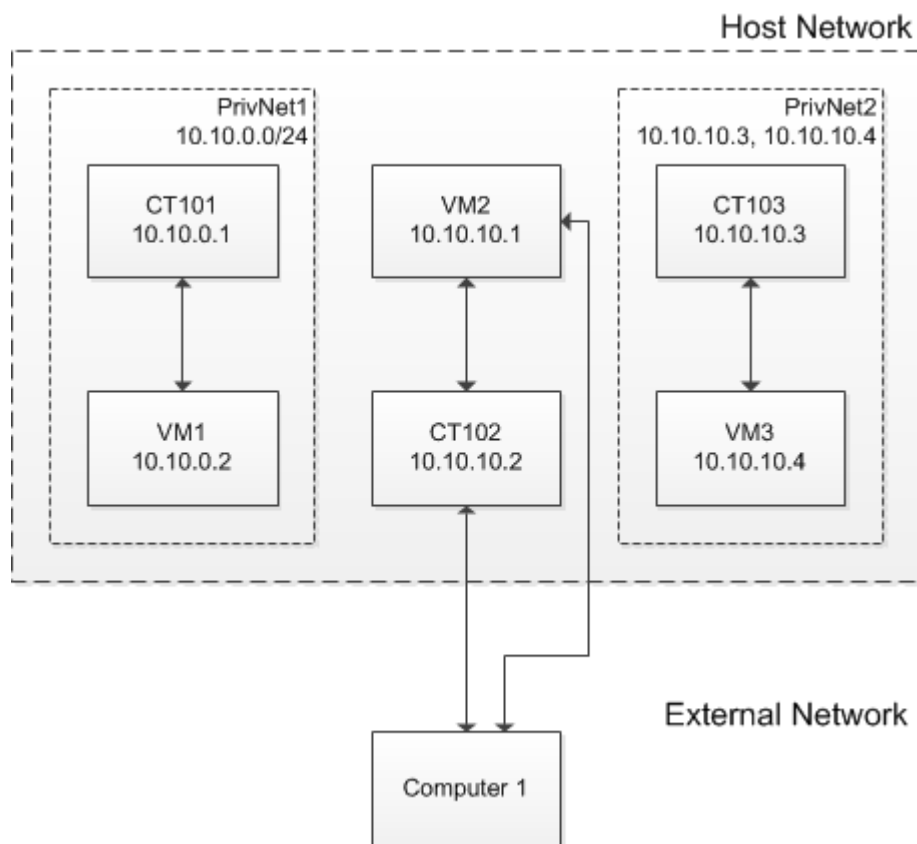 Host Network
PrivNet1
10.10.0.0/24
CT101
10.10.0.1
VM1
10.10.0.2
VM2
10.10.10.1
CT102
10.10.10.2
PrivNet2
10.10.10.3, 10.10.10.4
CT103
10.10.10.3
VM3
10.10.10.4
External Network
Computer 1